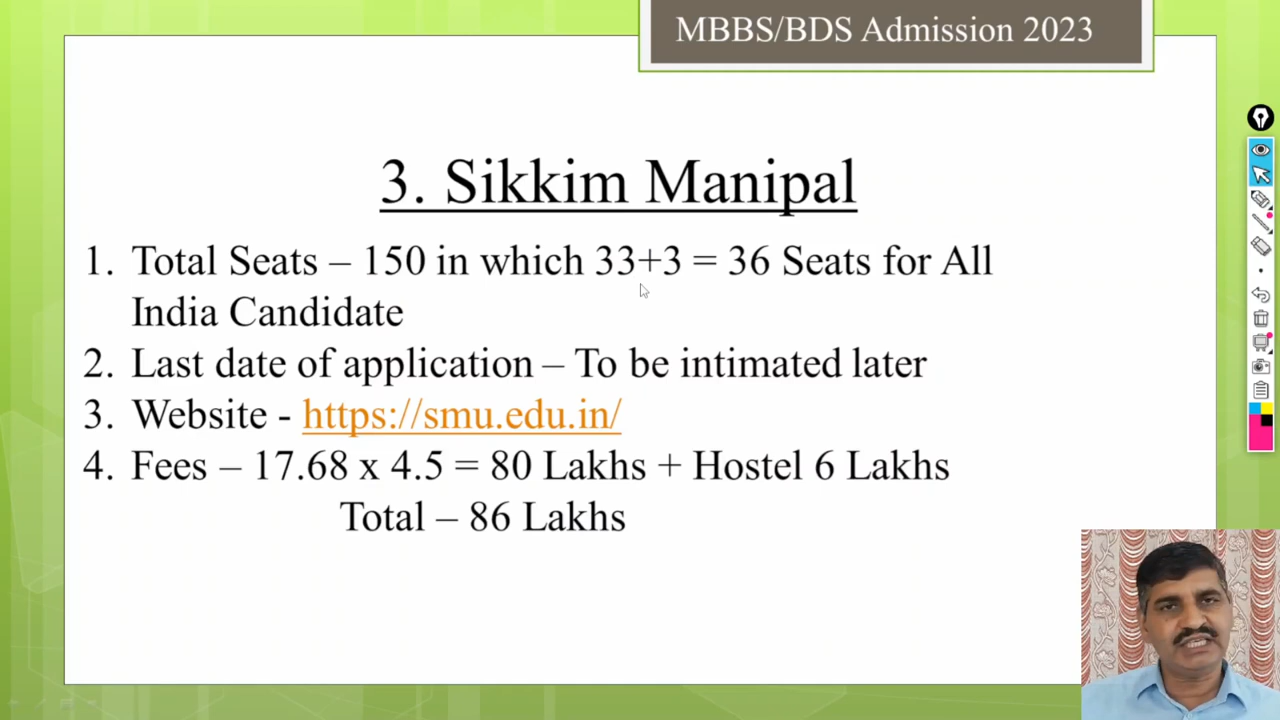 MBBS/BDS Admission 2023
3. Sikkim Manipal
1. Total Seats – 150 in which 33+3 = 36 Seats for All
India Candidate
2. Last date of application – To be intimated later
3. Website - https://smu.edu.in/
4. Fees – 17.68 x 4.5 = 80 Lakhs + Hostel 6 Lakhs
Total – 86 Lakhs